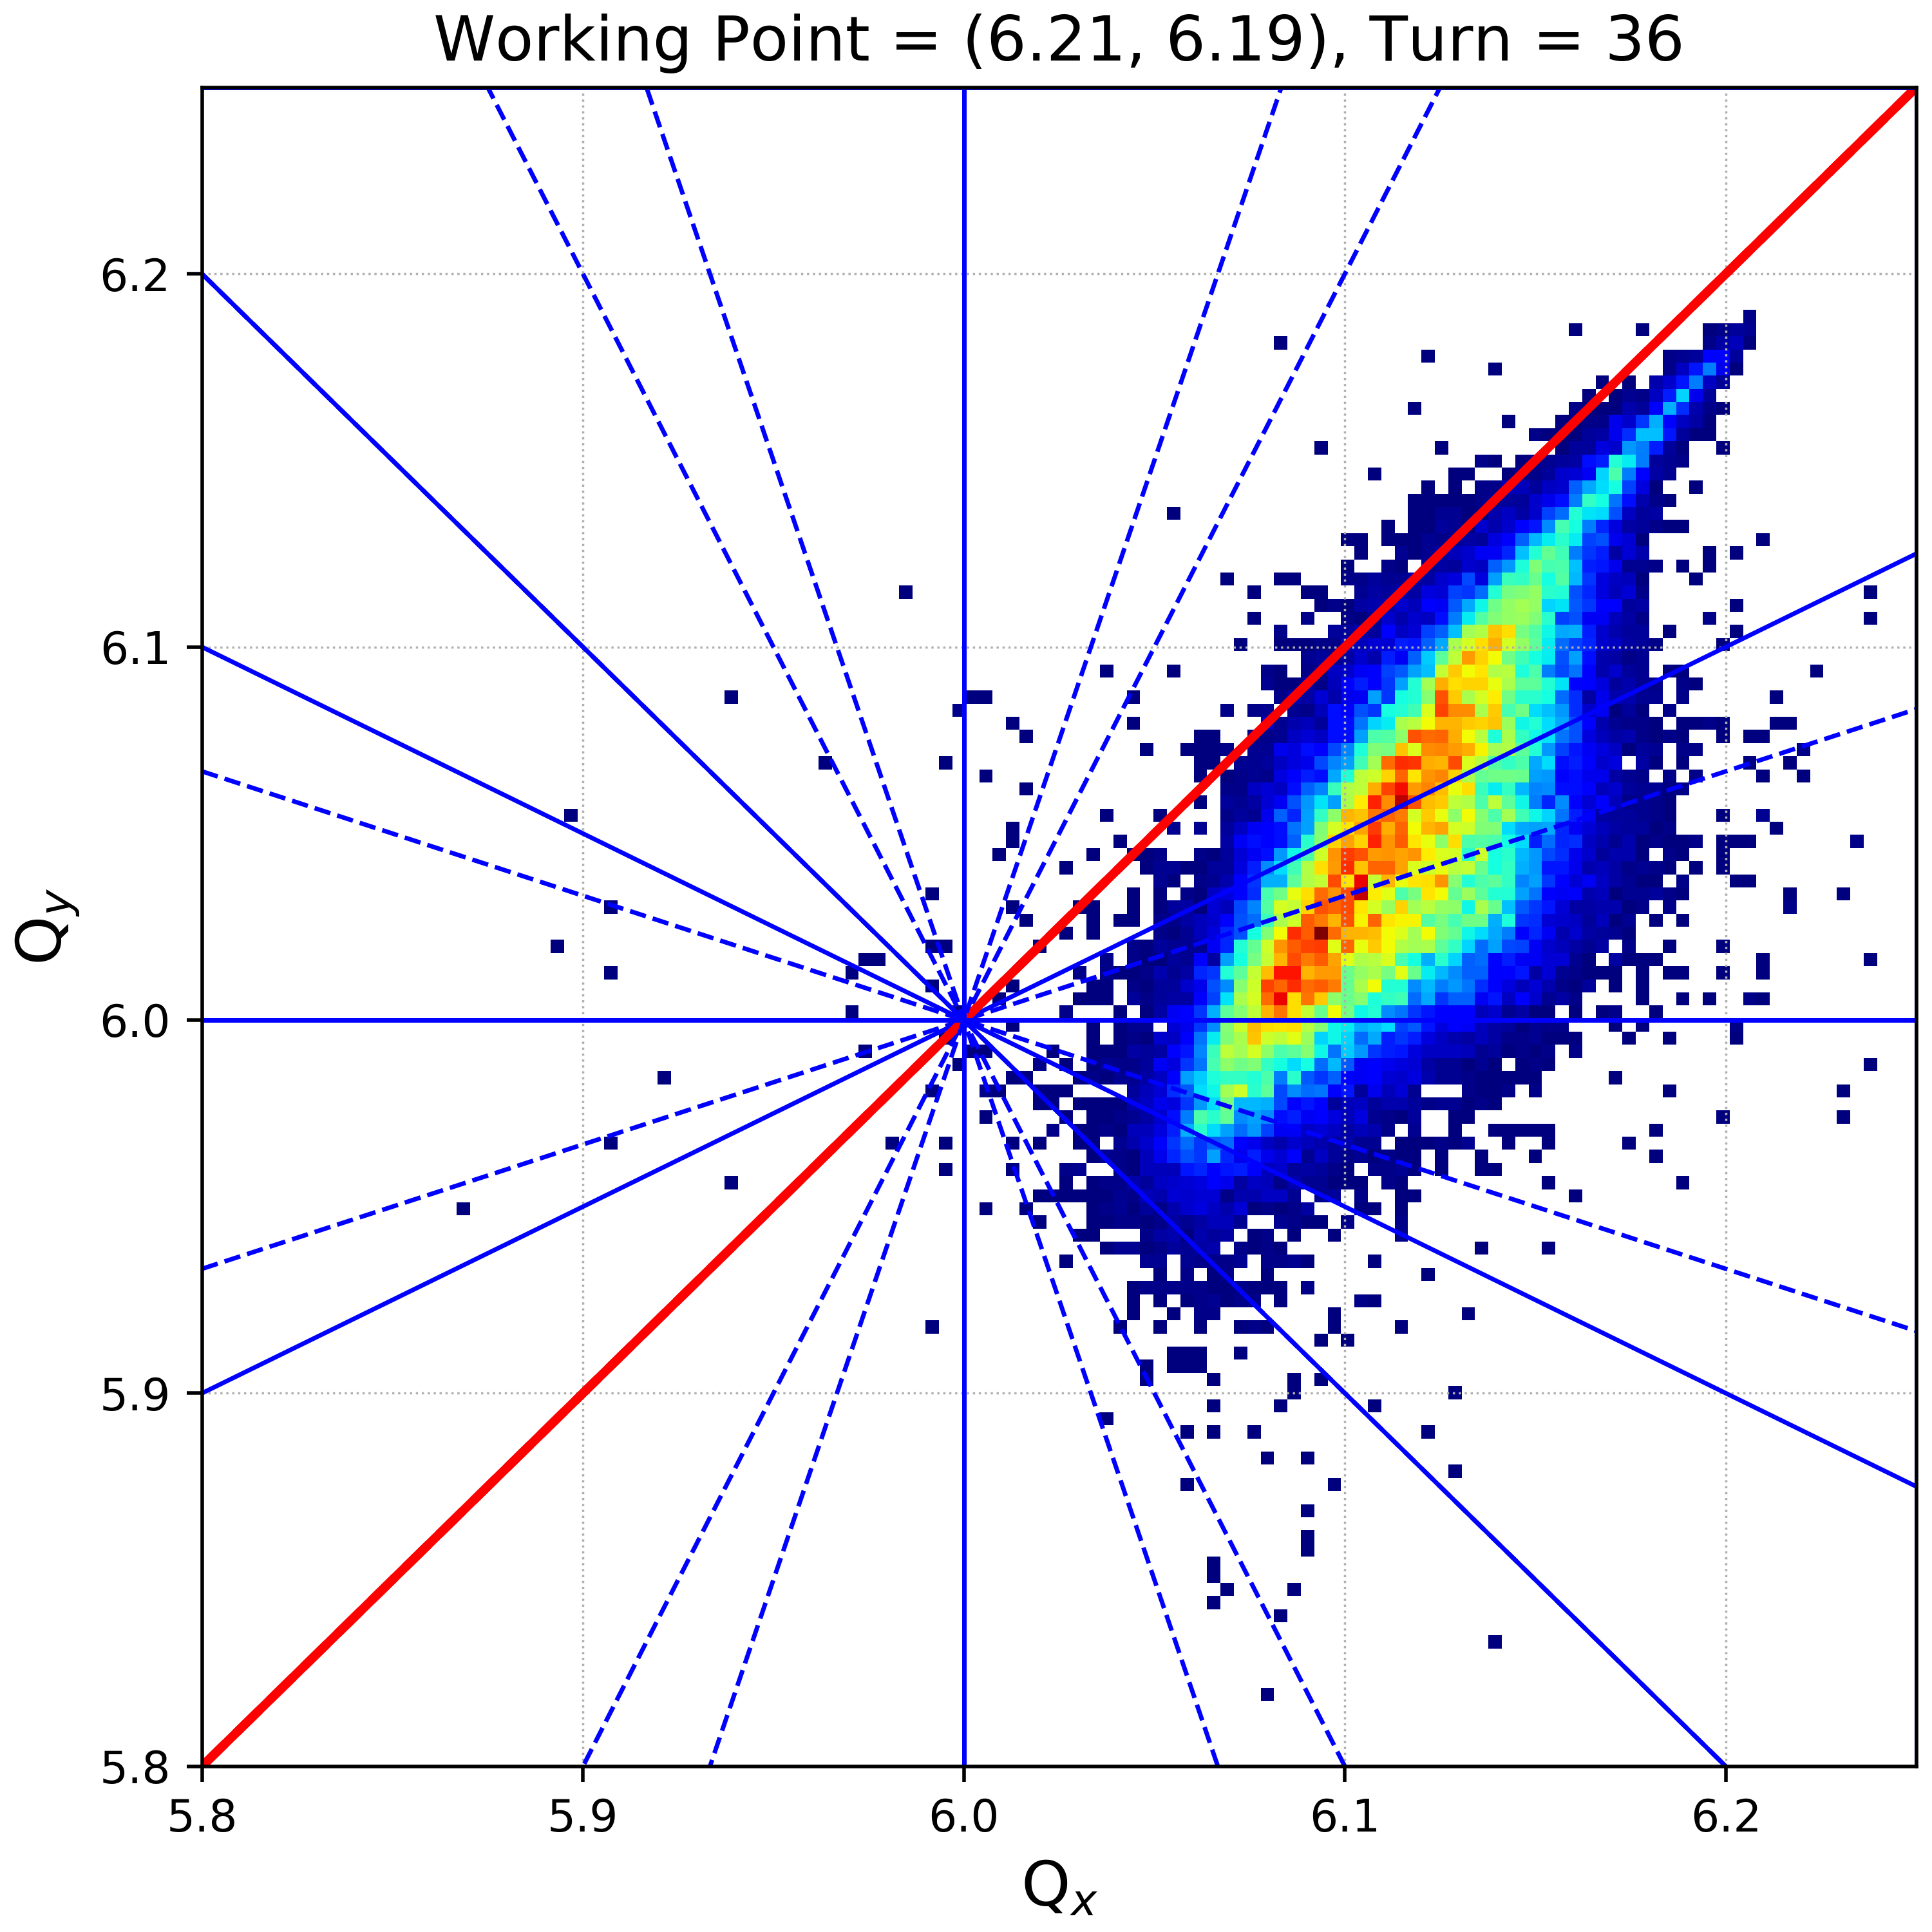 Working Point = (6.21, 6.19), Turn = 36
6.2
6.1
6.0
5.9
5.8
Qy
5.8 5.9 6.0 6.1 6.2
Qx